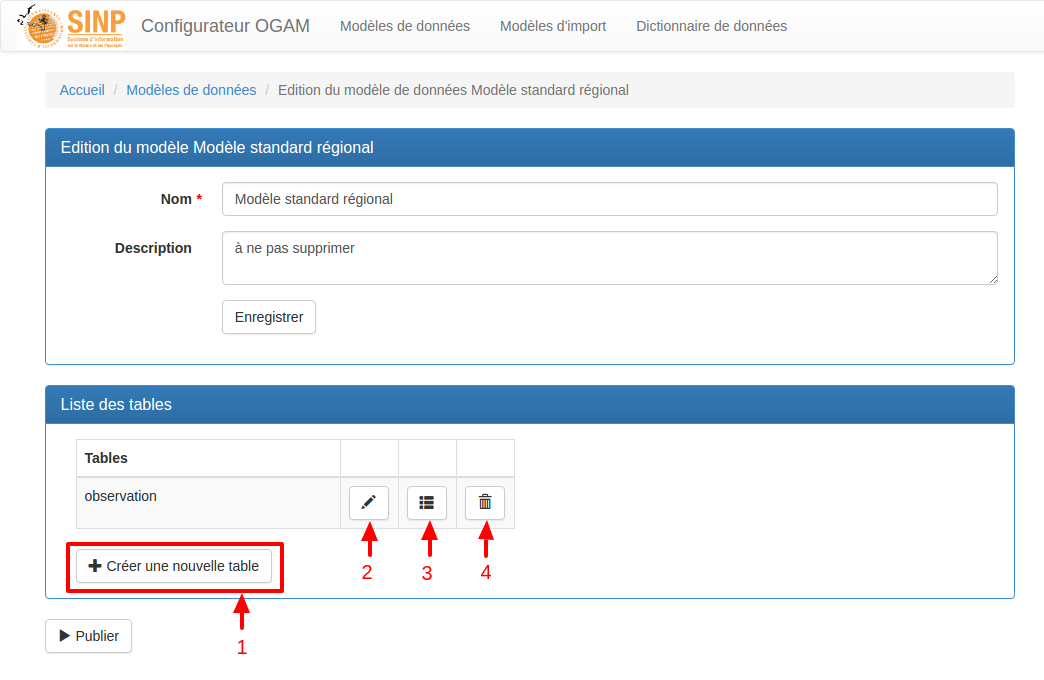 SINP
Système d'Information
sur la Nature et les Paysages
Configurateur OGAM
Modèles de données
Modèles d'import
Dictionnaire de données
Accueil / Modèles de données / Edition du modèle de données Modèle standard régional
Edition du modèle Modèle standard régional
Nom *
Modèle standard régional
Description
à ne pas supprimer
Enregistrer
Liste des tables
Tables
observation
2
3
4
Créer une nouvelle table
1
Publier